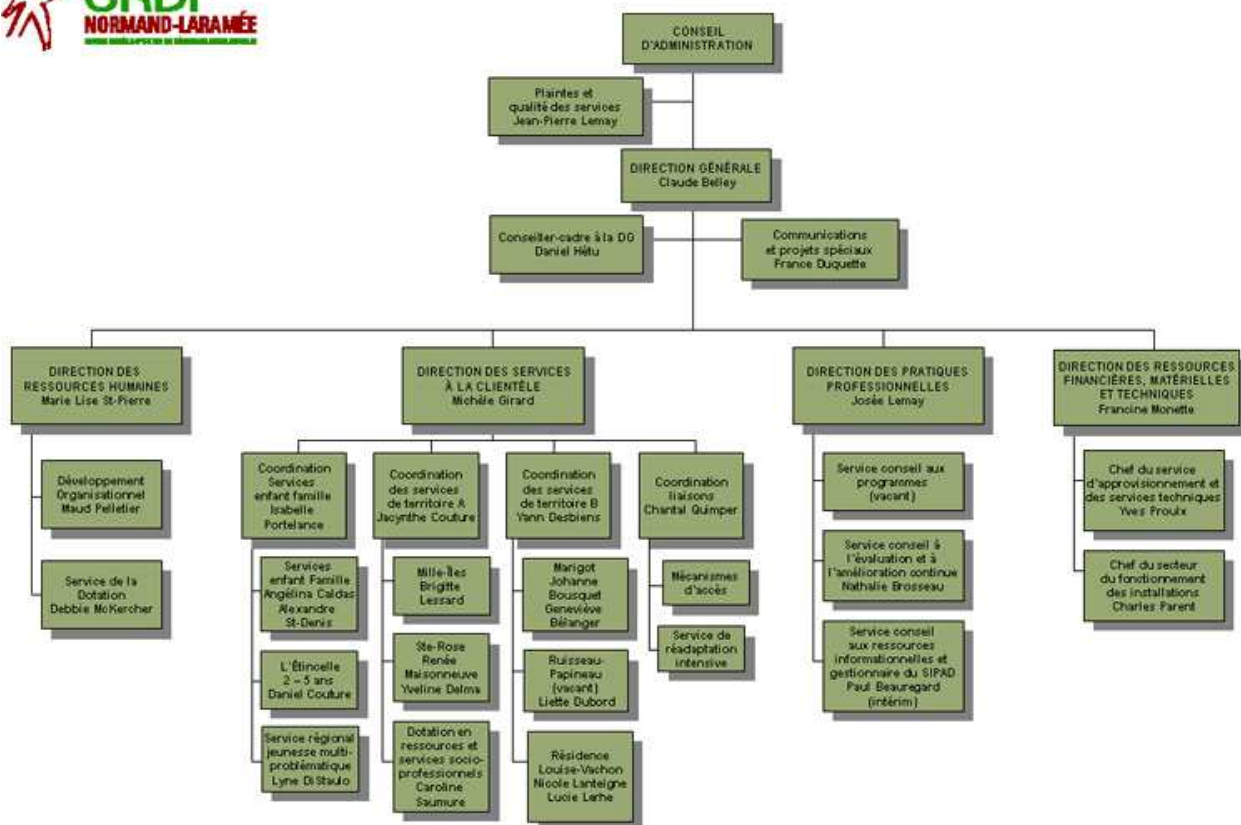 CRDI
NORMAND-LARAMÉE
CONSEIL
D'ADMINISTRATION
Plaintes et
qualité des services
Jean-Pierre Lemay
DIRECTION GÉNÉRALE
Claude Belley
Conseiller-cadre à la DG
Daniel Hétu
Communications
et projets spéciaux
France Duquette
DIRECTION DES
RESSOURCES HUMAINES
Marie Lise St-Pierre
DIRECTION DES SERVICES
À LA CLIENTÈLE
Michèle Girard
DIRECTION DES PRATIQUES
PROFESSIONNELLES
Josée Lemay
DIRECTION DES RESSOURCES
FINANCIÈRES, MATÉRIELLES
ET TECHNIQUES
Francine Monette
Développement
Organisationnel
Maud Pelletier
Service de la
Dotation
Debbie McKercher
Coordination
Services
enfant famille
Isabelle
Portelance
Services
enfant Famille
Angélina Caldas
Alexandre
St-Denis
L'Étincelle
2 – 5 ans
Daniel Couture
Service régional
jeunesse multi-
problématique
Lyne DiStaulo
Coordination
des services
de territoire A
Jacynthe Couture
Mille-Îles
Brigitte
Lessard
Ste-Rose
Renée
Maisonneuve
Yveline Delma
Dotation en
ressources et
services socio-
professionnels
Caroline
Saumure
Coordination
des services
de territoire B
Yann Desbiens
Marigot
Johanne
Bousquet
Geneviève
Bélanger
Ruisseau-
Papineau
(vacant)
Liette Dubord
Résidence
Louise-Vachon
Nicole Lanteigne
Lucie Lerhe
Coordination
liaisons
Chantal Quimper
Mécanismes
d'accès
Service de
réadaptation
intensive
Service conseil aux
programmes
(vacant)
Service conseil à
l'évaluation et à
l'amélioration continue
Nathalie Brosseau
Service conseil
aux ressources
informationnelles et
gestionnaire du SIPAD
Paul Beauregard
(intérim)
Chef du service
d'approvisionnement et
des services techniques
Yves Proulx
Chef du secteur
du fonctionnement
des installations
Charles Parent